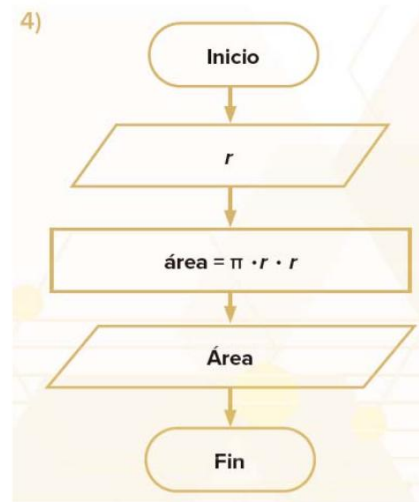 4)
Inicio
r
área = π · r · r
Área
Fin